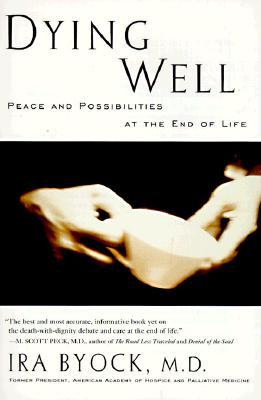 DYING
WELL
PEACE AND POSSIBILITIES
AT THE END OF LIFE
"The best and most accurate, informative book yet on
the death-with-dignity debate and care at the end of life."
—M. SCOTT PECK, M.D., author of The Road Less Traveled and Denial of the Soul
IRA BYOCK, M.D.
FORMER PRESIDENT, AMERICAN ACADEMY OF HOSPICE AND PALLIATIVE MEDICINE